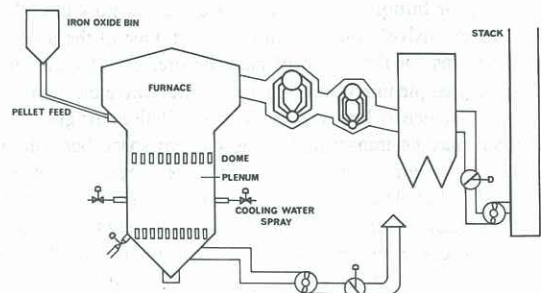 IRON OXIDE BIN
STACK
FURNACE
PELLET FEED
DOME
PLENUM
COOLING WATER
SPRAY